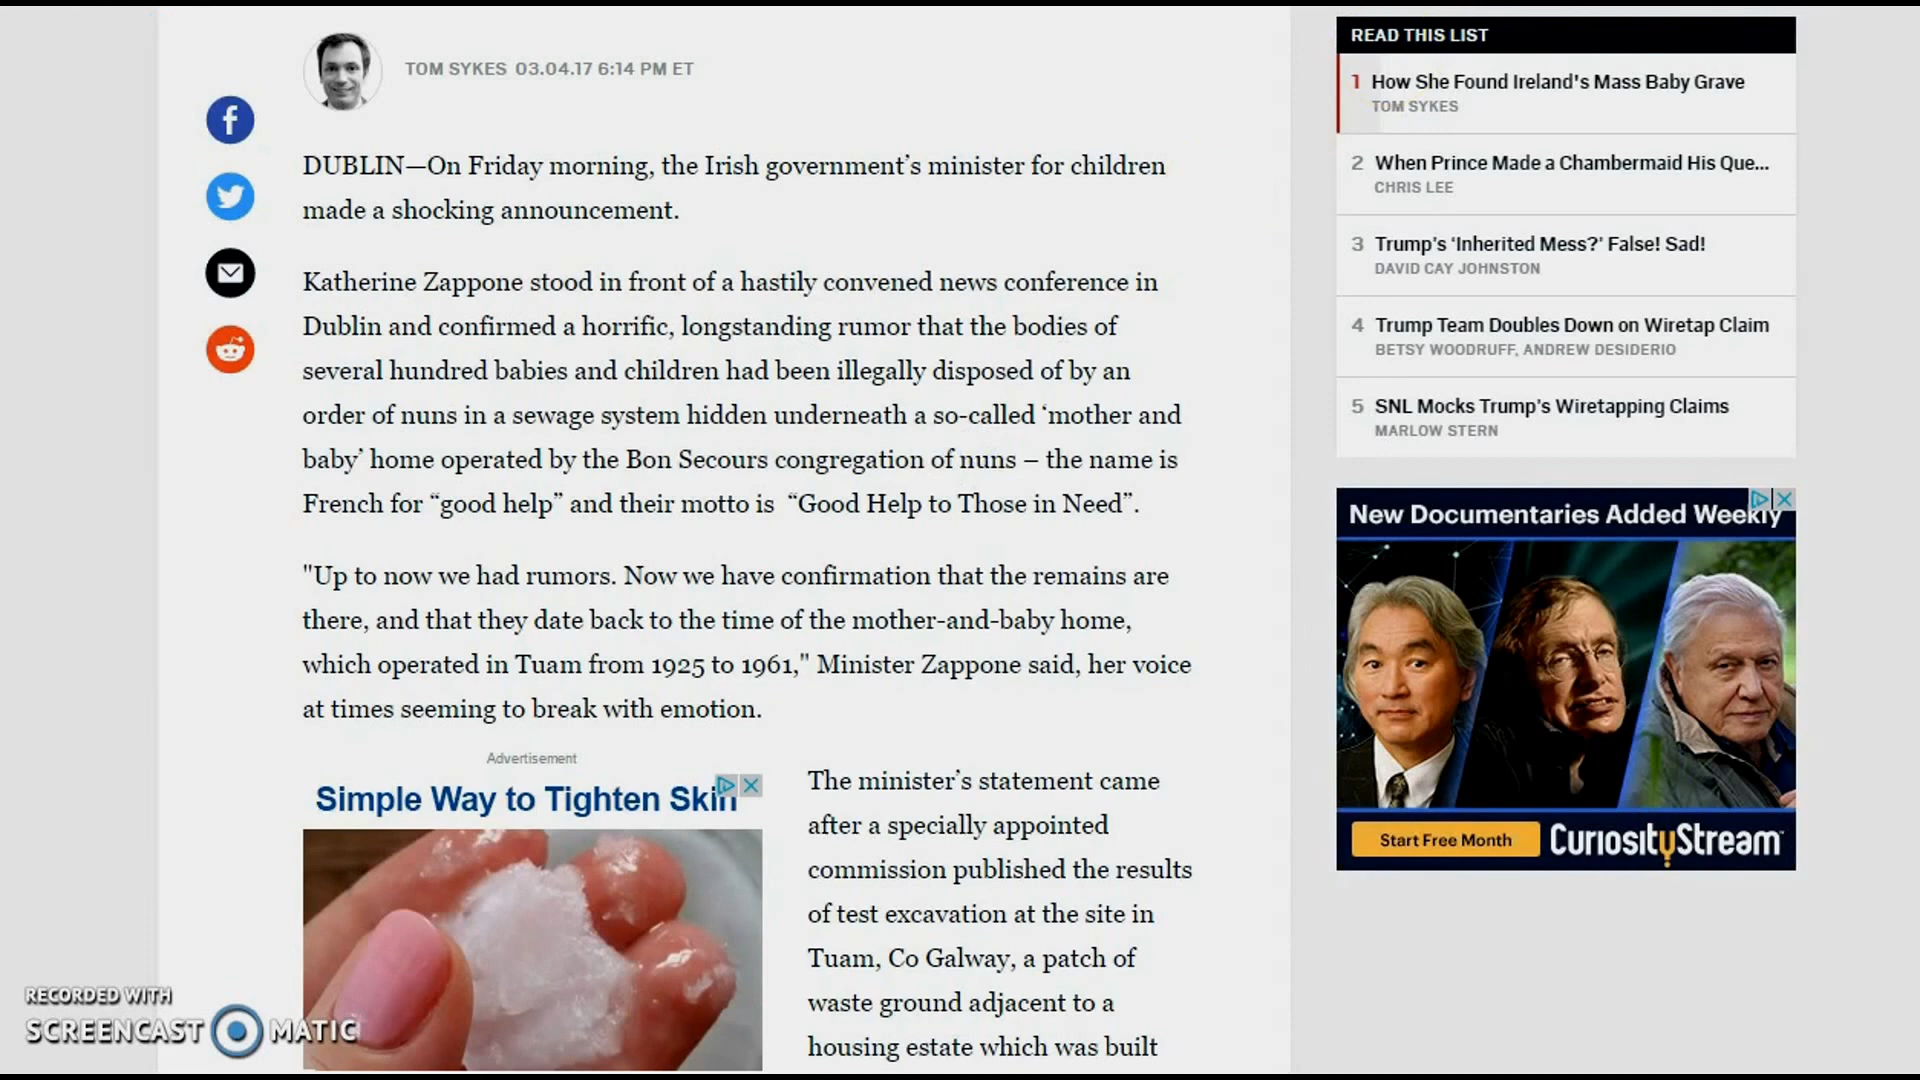 TOM SYKES 03.04.17 6:14 PM ET
DUBLIN—On Friday morning, the Irish government’s minister for children
made a shocking announcement.
Katherine Zappone stood in front of a hastily convened news conference in
Dublin and confirmed a horrific, longstanding rumor that the bodies of
several hundred babies and children had been illegally disposed of by an
order of nuns in a sewage system hidden underneath a so-called ‘mother and
baby’ home operated by the Bon Secours congregation of nuns – the name is
French for “good help” and their motto is “Good Help to Those in Need”.
"Up to now we had rumors. Now we have confirmation that the remains are
there, and that they date back to the time of the mother-and-baby home,
which operated in Tuam from 1925 to 1961," Minister Zappone said, her voice
at times seeming to break with emotion.
Advertisement
Simple Way to Tighten Skin
The minister’s statement came
after a specially appointed
commission published the results
of test excavation at the site in
Tuam, Co Galway, a patch of
waste ground adjacent to a
housing estate which was built
READ THIS LIST
1 How She Found Ireland's Mass Baby Grave
TOM SYKES
2 When Prince Made a Chambermaid His Que...
CHRIS LEE
3 Trump’s ‘Inherited Mess?’ False! Sad!
DAVID CAY JOHNSTON
4 Trump Team Doubles Down on Wiretap Claim
BETSY WOODRUFF, ANDREW DESIDERIO
5 SNL Mocks Trump’s Wiretapping Claims
MARLOW STERN
New Documentaries Added Weekly
Start Free Month
CuriosityStream
RECORDED WITH
SCREENCAST MATIC